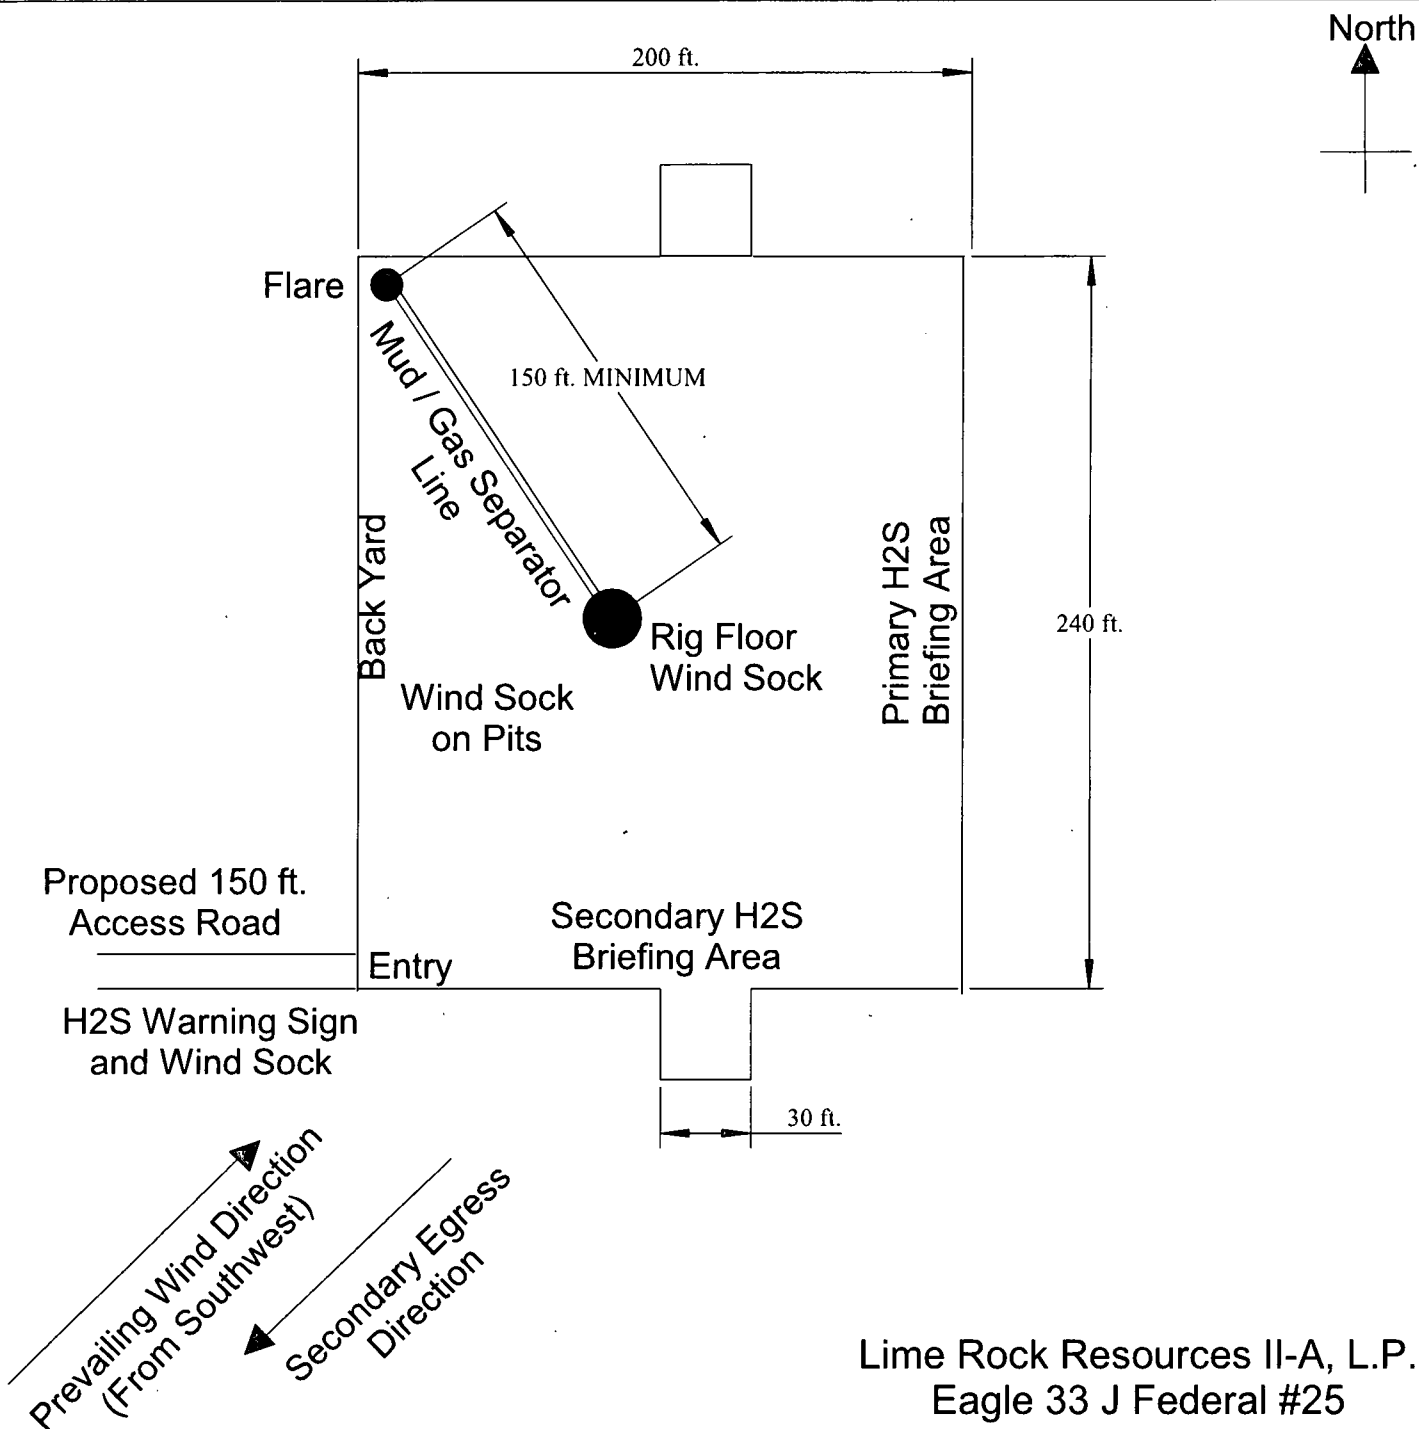 North
200 ft.
Flare
Mud / Gas Separator
Line
150 ft. MINIMUM
Back Yard
Rig Floor
Wind Sock
Wind Sock
on Pits
Primary H2S
Briefing Area
240 ft.
Proposed 150 ft.
Access Road
Entry
Secondary H2S
Briefing Area
H2S Warning Sign
and Wind Sock
30 ft.
Prevailing Wind Direction
(From Southwest)
Secondary Egress
Direction
Lime Rock Resources II-A, L.P.
Eagle 33 J Federal #25